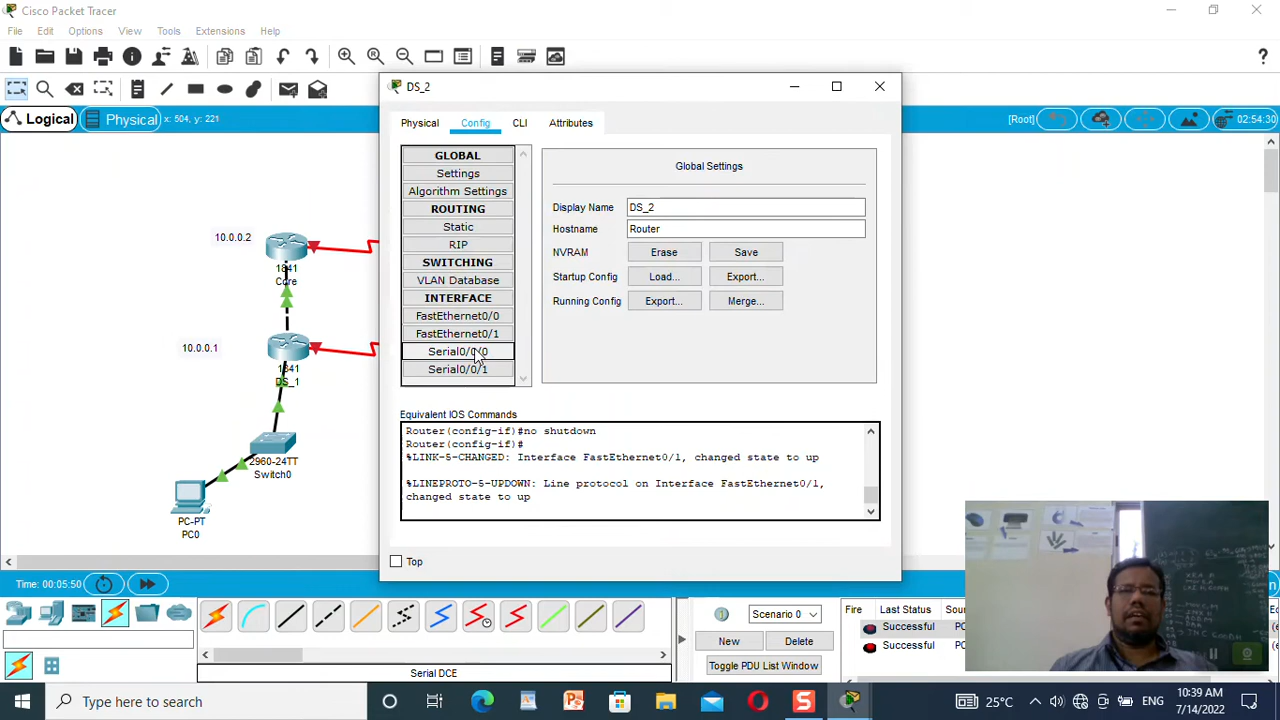 Cisco Packet Tracer
File Edit Options View Tools Extensions Help
Logical Physical x: 504, y: 221
[Root] 02:54:30
10.0.0.2
1841
Core
10.0.0.1
1841
DS_1
2960-24TT
Switch0
PC-PT
PC0
DS_2
Physical Config CLI Attributes
GLOBAL
Settings
Algorithm Settings
ROUTING
Static
RIP
SWITCHING
VLAN Database
INTERFACE
FastEthernet0/0
FastEthernet0/1
Serial0/0/0
Serial0/0/1
Global Settings
Display Name DS_2
Hostname Router
NVRAM Erase Save
Startup Config Load... Export...
Running Config Export... Merge...
Equivalent IOS Commands
Router(config-if)#no shutdown
Router(config-if)#
%LINK-5-CHANGED: Interface FastEthernet0/1, changed state to up
%LINEPROTO-5-UPDOWN: Line protocol on Interface FastEthernet0/1,
changed state to up
Top
Time: 00:05:50
Serial DCE
Scenario 0
New Delete
Toggle PDU List Window
Fire Last Status
Successful
Successful
Type here to search
25°C
ENG
10:39 AM
7/14/2022